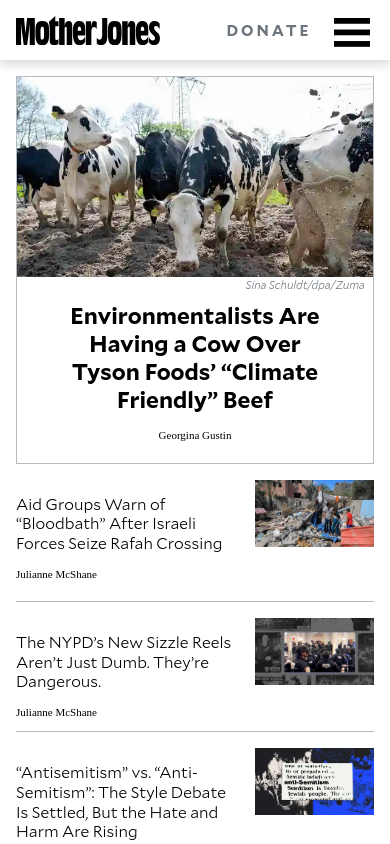 Mother Jones
DONATE
Sina Schuldt/dpa/Zuma
Environmentalists Are
Having a Cow Over
Tyson Foods’ “Climate
Friendly” Beef
Georgina Gustin
Aid Groups Warn of
“Bloodbath” After Israeli
Forces Seize Rafah Crossing
Julianne McShane
The NYPD’s New Sizzle Reels
Aren’t Just Dumb. They’re
Dangerous.
Julianne McShane
“Antisemitism” vs. “Anti-
Semitism”: The Style Debate
Is Settled, But the Hate and
Harm Are Rising
anti-Semitism